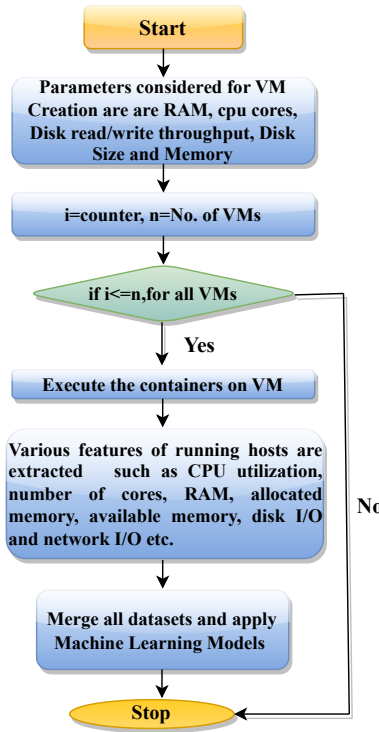 Start
Parameters considered for VM
Creation are are RAM, cpu cores,
Disk read/write throughput, Disk
Size and Memory
i=counter, n=No. of VMs
if i<=n,for all VMs
Yes
Execute the containers on VM
Various features of running hosts are
extracted such as CPU utilization,
number of cores, RAM, allocated
memory, available memory, disk I/O
and network I/O etc.
No
Merge all datasets and apply
Machine Learning Models
Stop